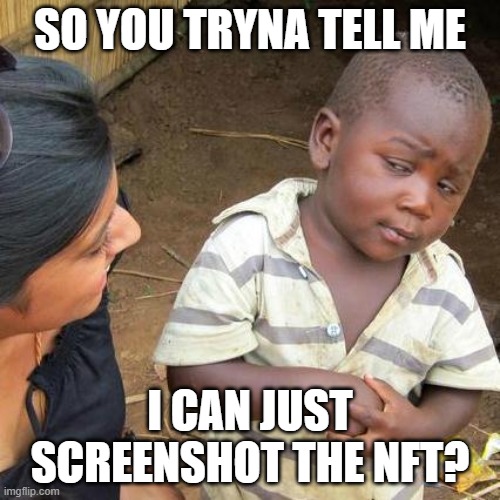 SO YOU TRYNA TELL ME
I CAN JUST
SCREENSHOT THE NFT?
imgflip.com